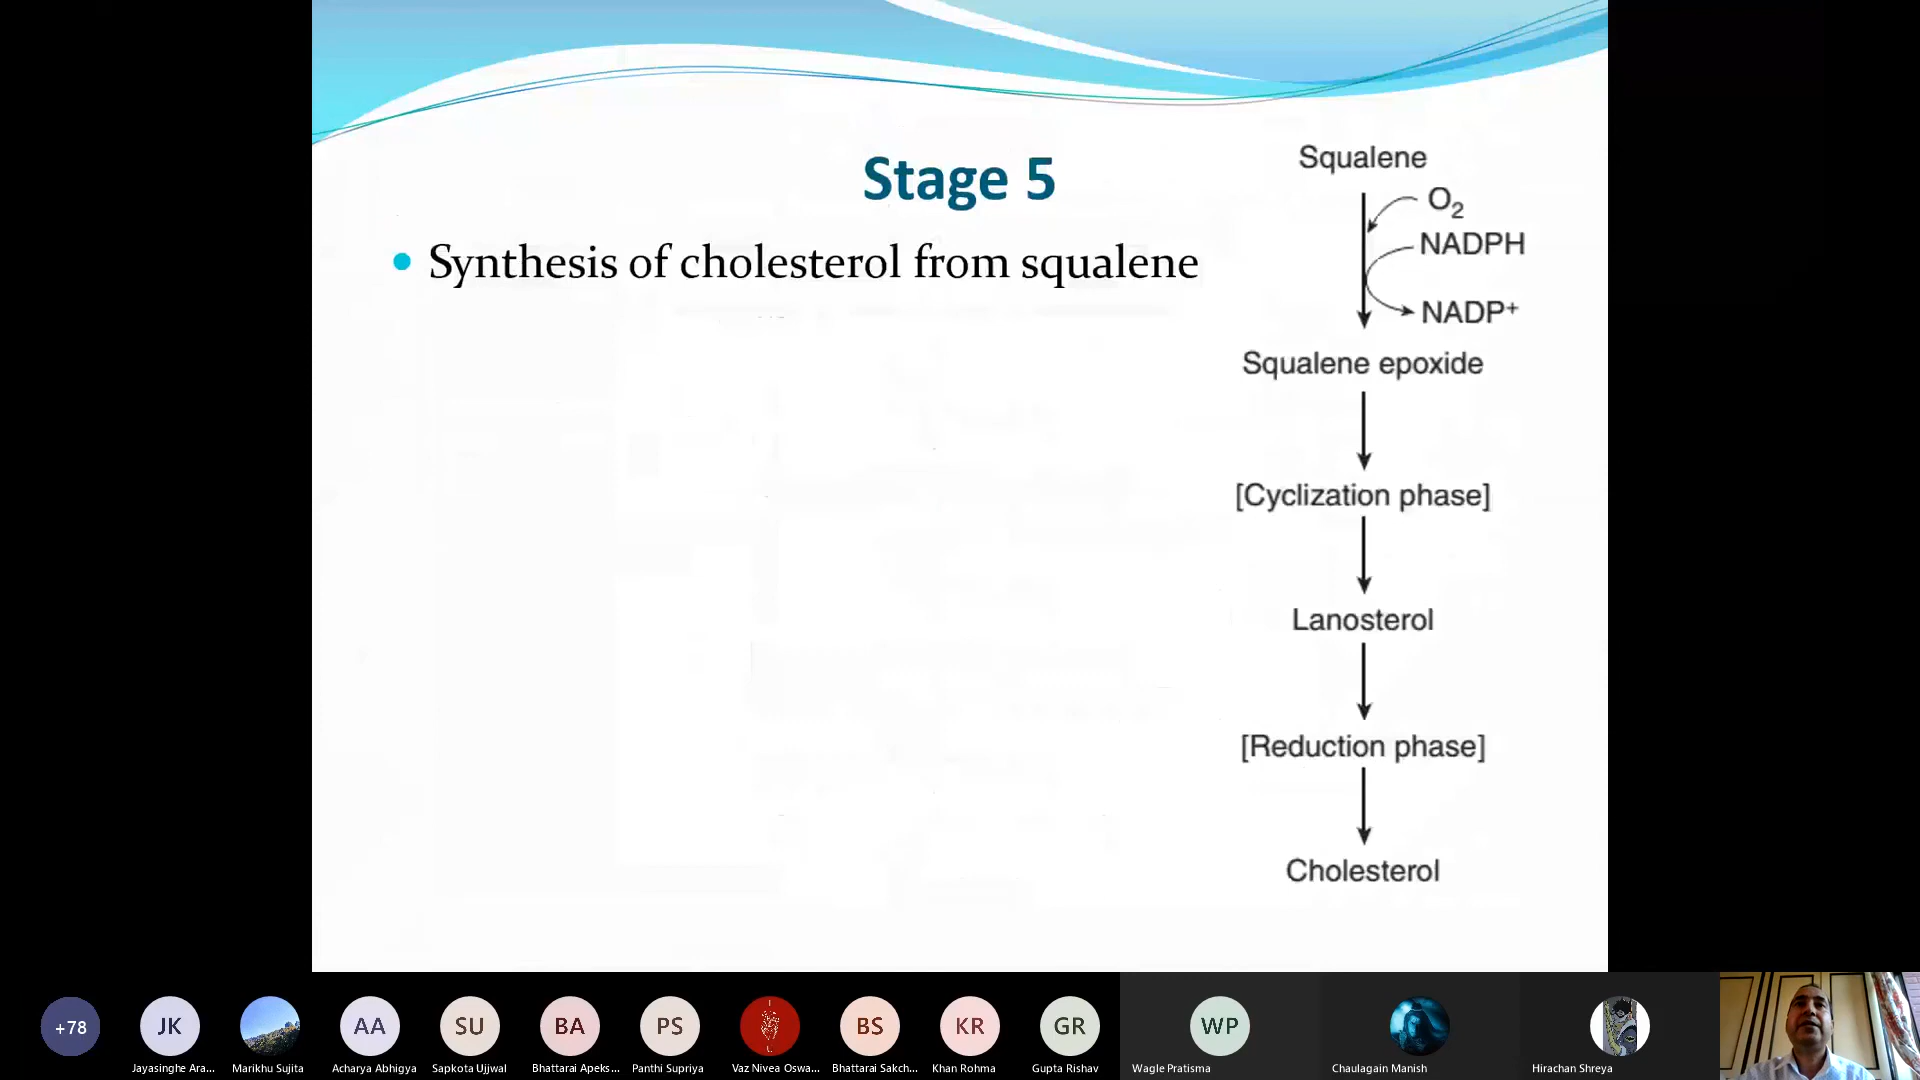 Stage 5
• Synthesis of cholesterol from squalene
Squalene
O₂
NADPH
NADP⁺
Squalene epoxide
[Cyclization phase]
Lanosterol
[Reduction phase]
Cholesterol
+78
JK
AA
SU
BA
PS
BS
KR
GR
WP
Jayasinghe Ara...
Marikhu Sujita
Acharya Abhigya
Sapkota Ujjwal
Bhattarai Apeks...
Panthi Supriya
Vaz Nivea Oswa...
Bhattarai Sakch...
Khan Rohma
Gupta Rishav
Wagle Pratisma
Chaulagain Manish
Hirachan Shreya